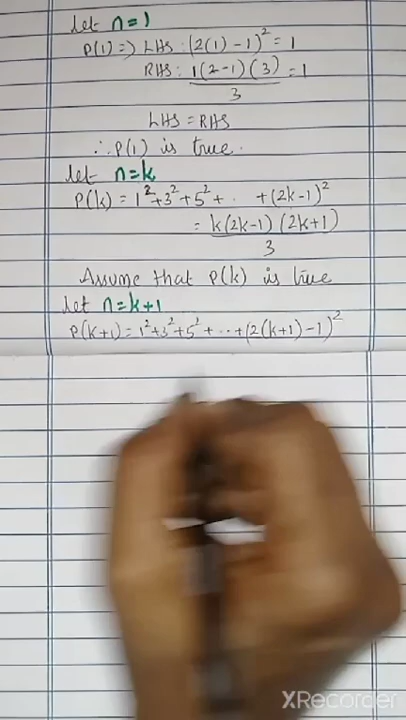 let n=1
P(1)=) LHS: (2(1)-1)² = 1
RHS: 1(2-1)(3) = 1
3
LHS = RHS
∴ P(1) is true.
let n=k
P(k) = 1²+3²+5²+ . . +(2k-1)²
= k(2k-1)(2k+1)
3
Assume that P(k) is true
let n=k+1
P(k+1) = 1²+3²+5²+ ... +(2(k+1)-1)²
XRecorder